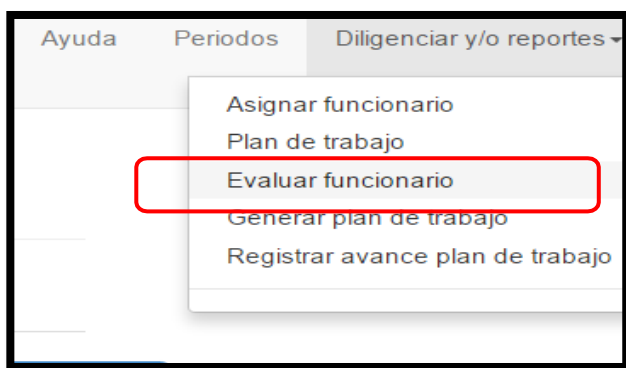 Ayuda Periodos Diligenciar y/o reportes
Asignar funcionario
Plan de trabajo
Evaluar funcionario
Generar plan de trabajo
Registrar avance plan de trabajo